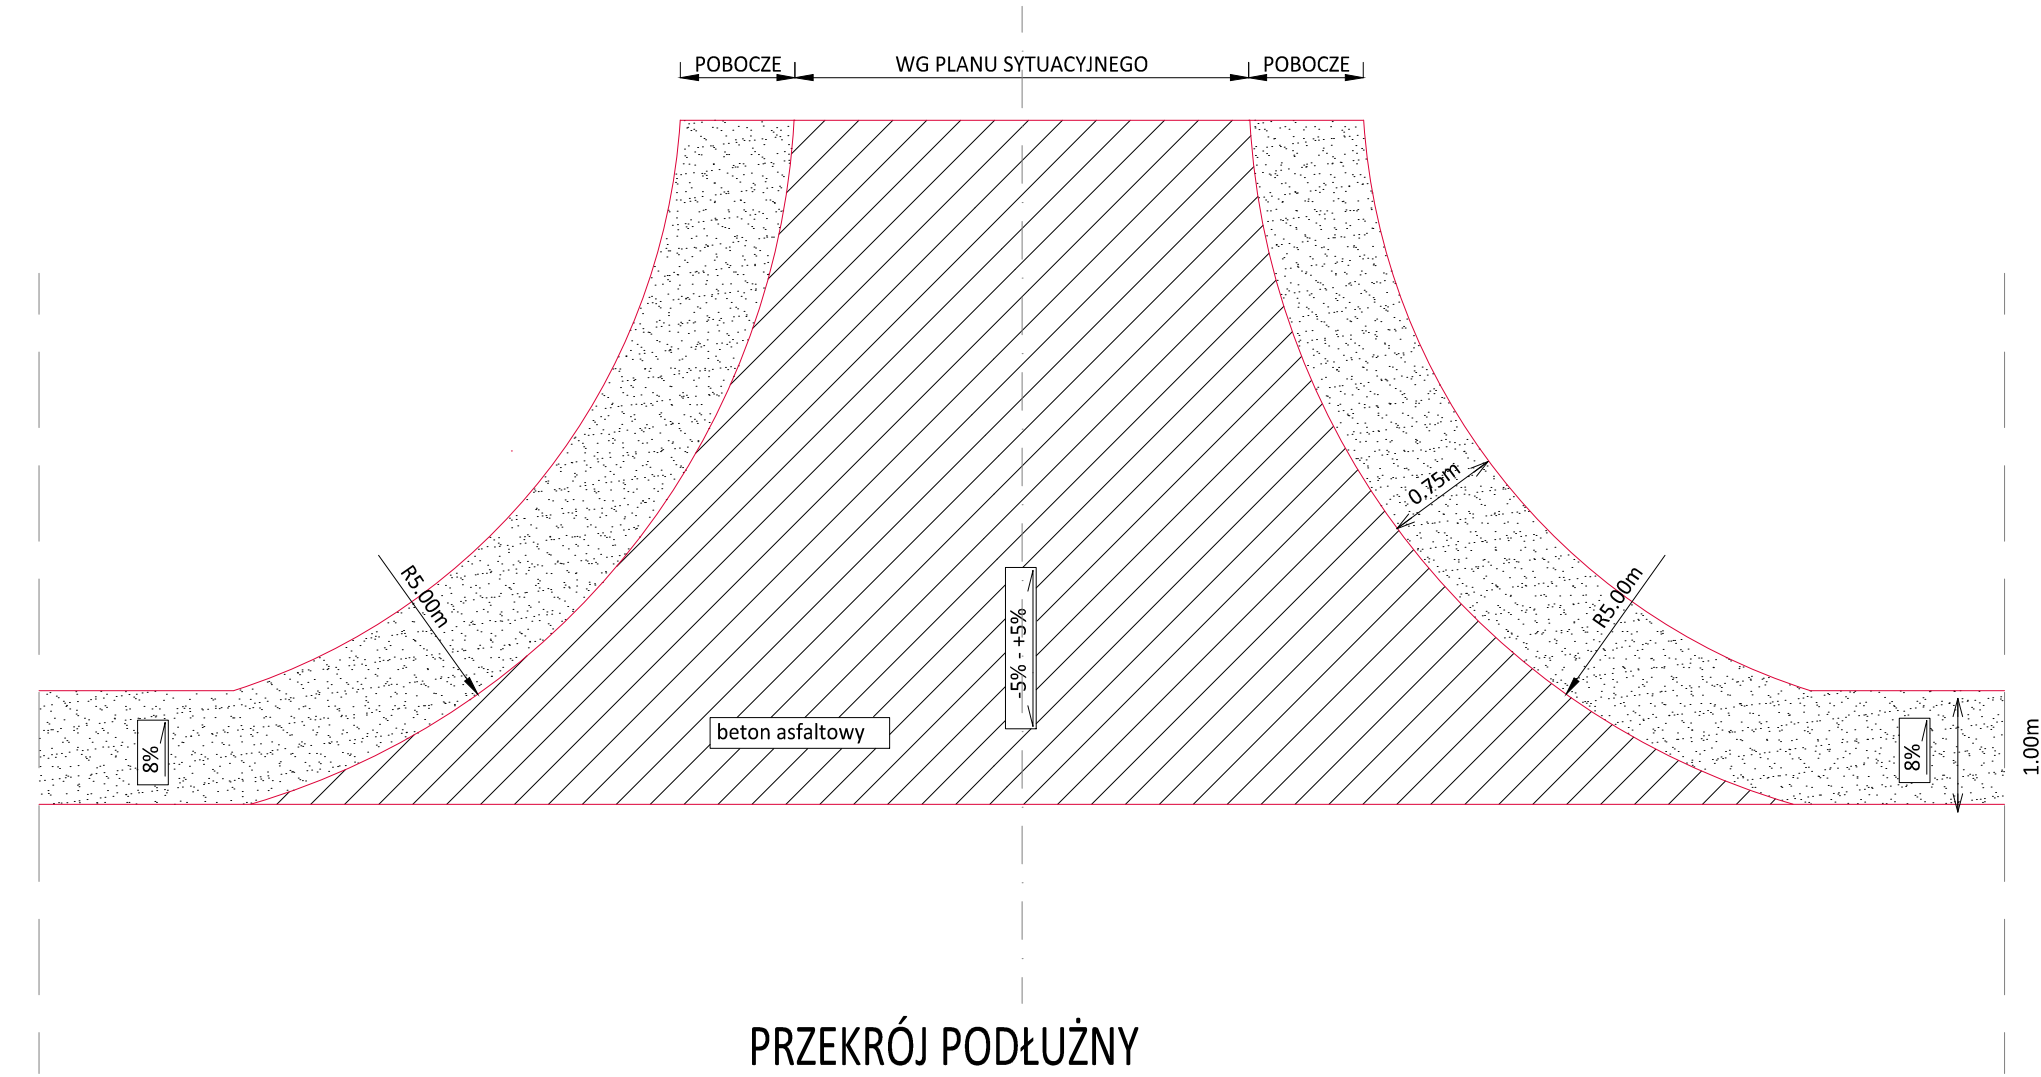 POBOCZE
WG PLANU SYTUACYJNEGO
POBOCZE
0.75m
R5.00m
R5.00m
-5% - +5%
beton asfaltowy
8%
8%
1.00m
PRZEKRÓJ PODŁUŻNY